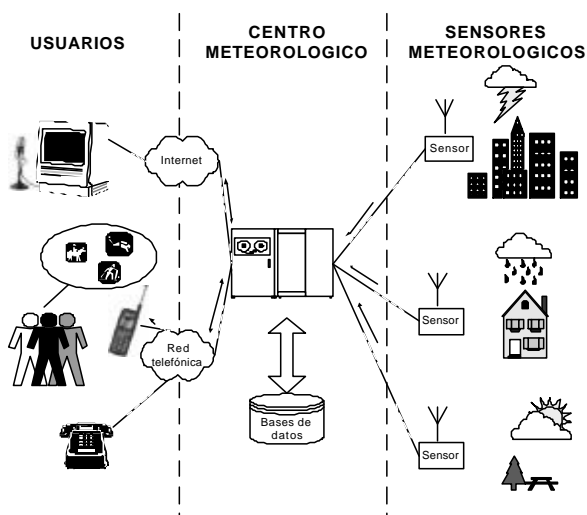 USUARIOS
CENTRO
METEOROLOGICO
SENSORES
METEOROLOGICOS
Internet
Sensor
Sensor
Red
telefónica
Bases de
datos
Sensor